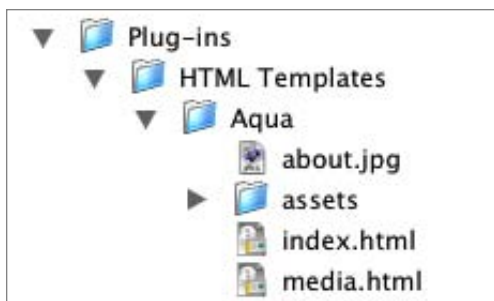 Plug-ins
HTML Templates
Aqua
about.jpg
assets
index.html
media.html